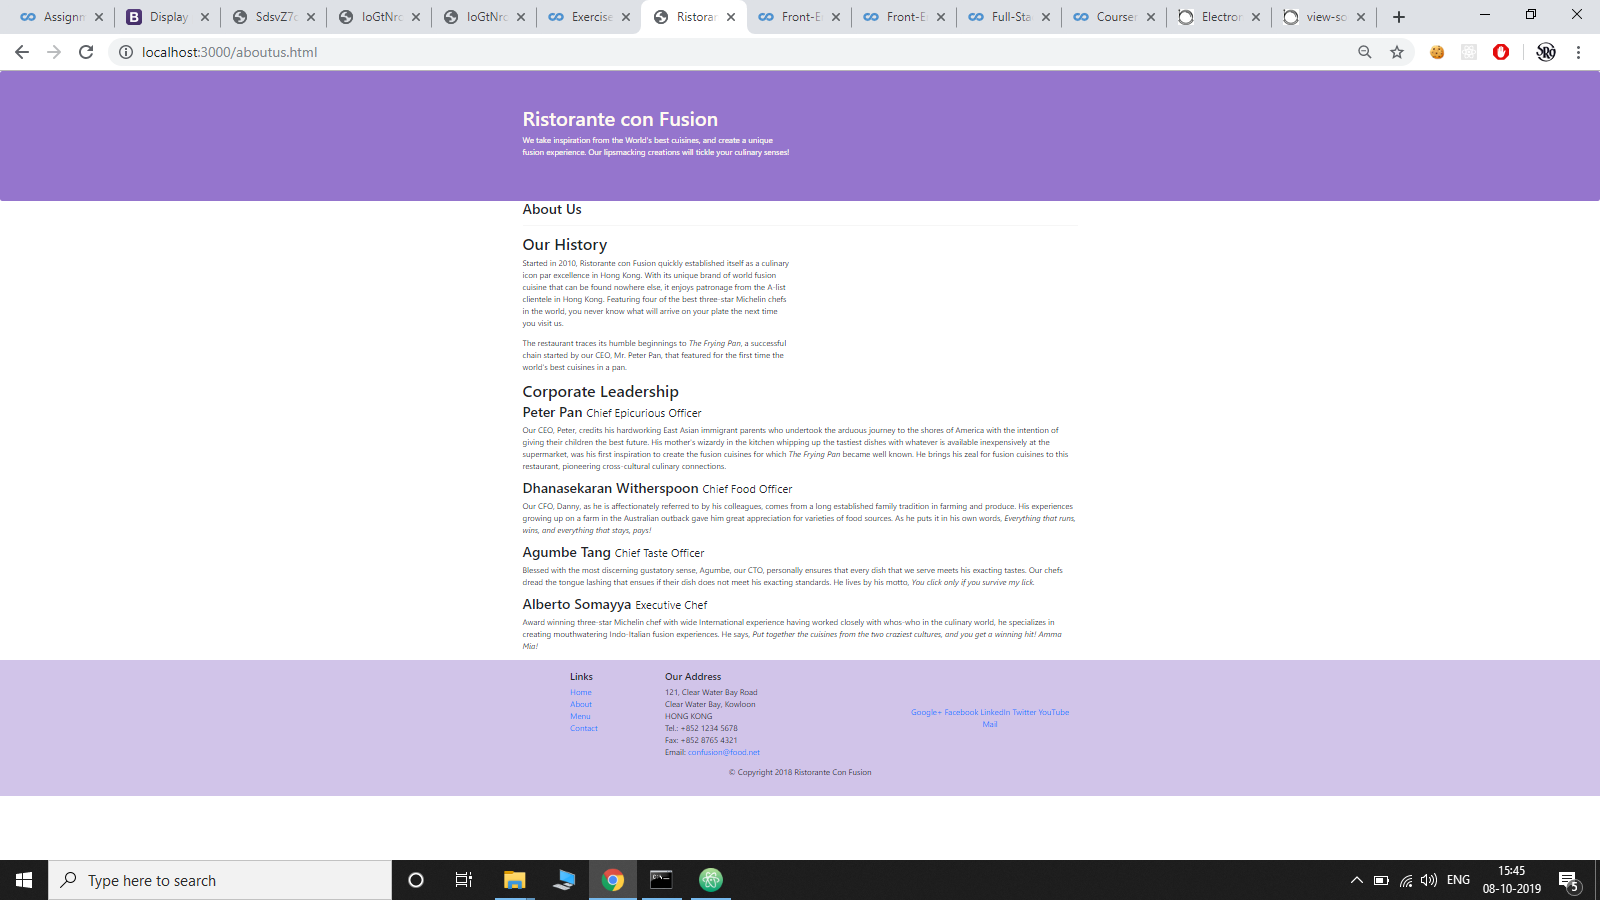 Assignm
Display
SdsvZ7c
IoGtNrc
IoGtNrc
Exercise
Ristorar
Front-E
Front-E
Full-Sta
Courser
Electron
view-so
localhost:3000/aboutus.html
Ristorante con Fusion
We take inspiration from the World's best cuisines, and create a unique
fusion experience. Our lipsmacking creations will tickle your culinary senses!
About Us
Our History
Started in 2010, Ristorante con Fusion quickly established itself as a culinary
icon par excellence in Hong Kong. With its unique brand of world fusion
cuisine that can be found nowhere else, it enjoys patronage from the A-list
clientele in Hong Kong. Featuring four of the best three-star Michelin chefs
in the world, you never know what will arrive on your plate the next time
you visit us.
The restaurant traces its humble beginnings to The Frying Pan, a successful
chain started by our CEO, Mr. Peter Pan, that featured for the first time the
world's best cuisines in a pan.
Corporate Leadership
Peter Pan Chief Epicurious Officer
Our CEO, Peter, credits his hardworking East Asian immigrant parents who undertook the arduous journey to the shores of America with the intention of
giving their children the best future. His mother's wizardy in the kitchen whipping up the tastiest dishes with whatever is available inexpensively at the
supermarket, was his first inspiration to create the fusion cuisines for which The Frying Pan became well known. He brings his zeal for fusion cuisines to this
restaurant, pioneering cross-cultural culinary connections.
Dhanasekaran Witherspoon Chief Food Officer
Our CFO, Danny, as he is affectionately referred to by his colleagues, comes from a long established family tradition in farming and produce. His experiences
growing up on a farm in the Australian outback gave him great appreciation for varieties of food sources. As he puts it in his own words, Everything that runs,
wins, and everything that stays, pays!
Agumbe Tang Chief Taste Officer
Blessed with the most discerning gustatory sense, Agumbe, our CTO, personally ensures that every dish that we serve meets his exacting tastes. Our chefs
dread the tongue lashing that ensues if their dish does not meet his exacting standards. He lives by his motto, You click only if you survive my lick.
Alberto Somayya Executive Chef
Award winning three-star Michelin chef with wide International experience having worked closely with whos-who in the culinary world, he specializes in
creating mouthwatering Indo-Italian fusion experiences. He says, Put together the cuisines from the two craziest cultures, and you get a winning hit! Amma
Mia!
Links
Home
About
Menu
Contact
Our Address
121, Clear Water Bay Road
Clear Water Bay, Kowloon
HONG KONG
Tel.: +852 1234 5678
Fax: +852 8765 4321
Email: confusion@food.net
Google+ Facebook LinkedIn Twitter YouTube
Mail
© Copyright 2018 Ristorante Con Fusion
Type here to search
ENG
15:45
08-10-2019
5